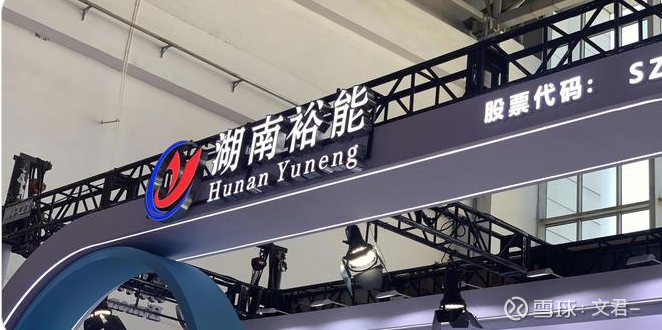 湖南裕能
Hunan Yuneng
股票代码： SZ
雪球：文君-